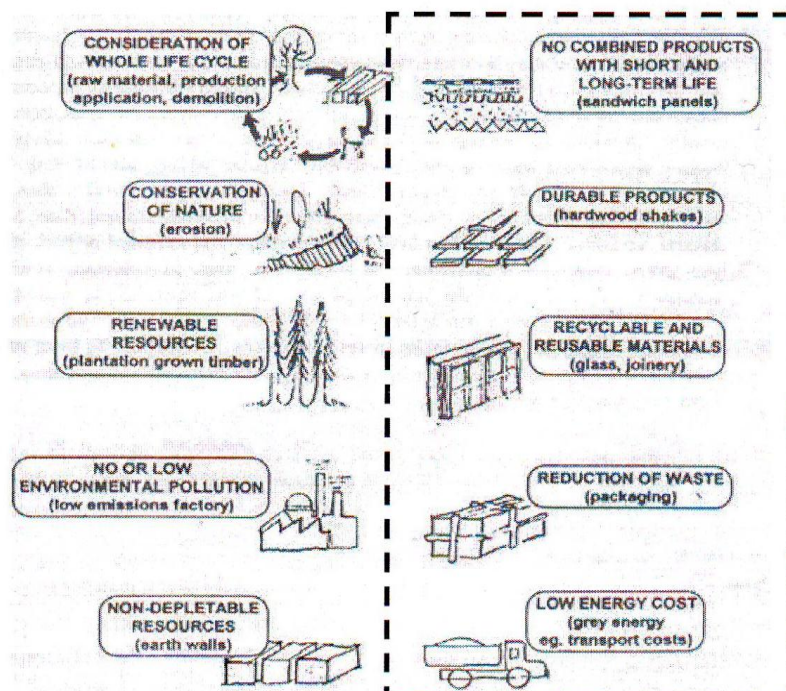 CONSIDERATION OF
WHOLE LIFE CYCLE
(raw material, production
application, demolition)
CONSERVATION
OF NATURE
(erosion)
RENEWABLE
RESOURCES
(plantation grown timber)
NO OR LOW
ENVIRONMENTAL POLLUTION
(low emissions factory)
NON-DEPLETABLE
RESOURCES
(earth walls)
NO COMBINED PRODUCTS
WITH SHORT AND
LONG-TERM LIFE
(sandwich panels)
DURABLE PRODUCTS
(hardwood shakes)
RECYCLABLE AND
REUSABLE MATERIALS
(glass, joinery)
REDUCTION OF WASTE
(packaging)
LOW ENERGY COST
(grey energy
eg. transport costs)